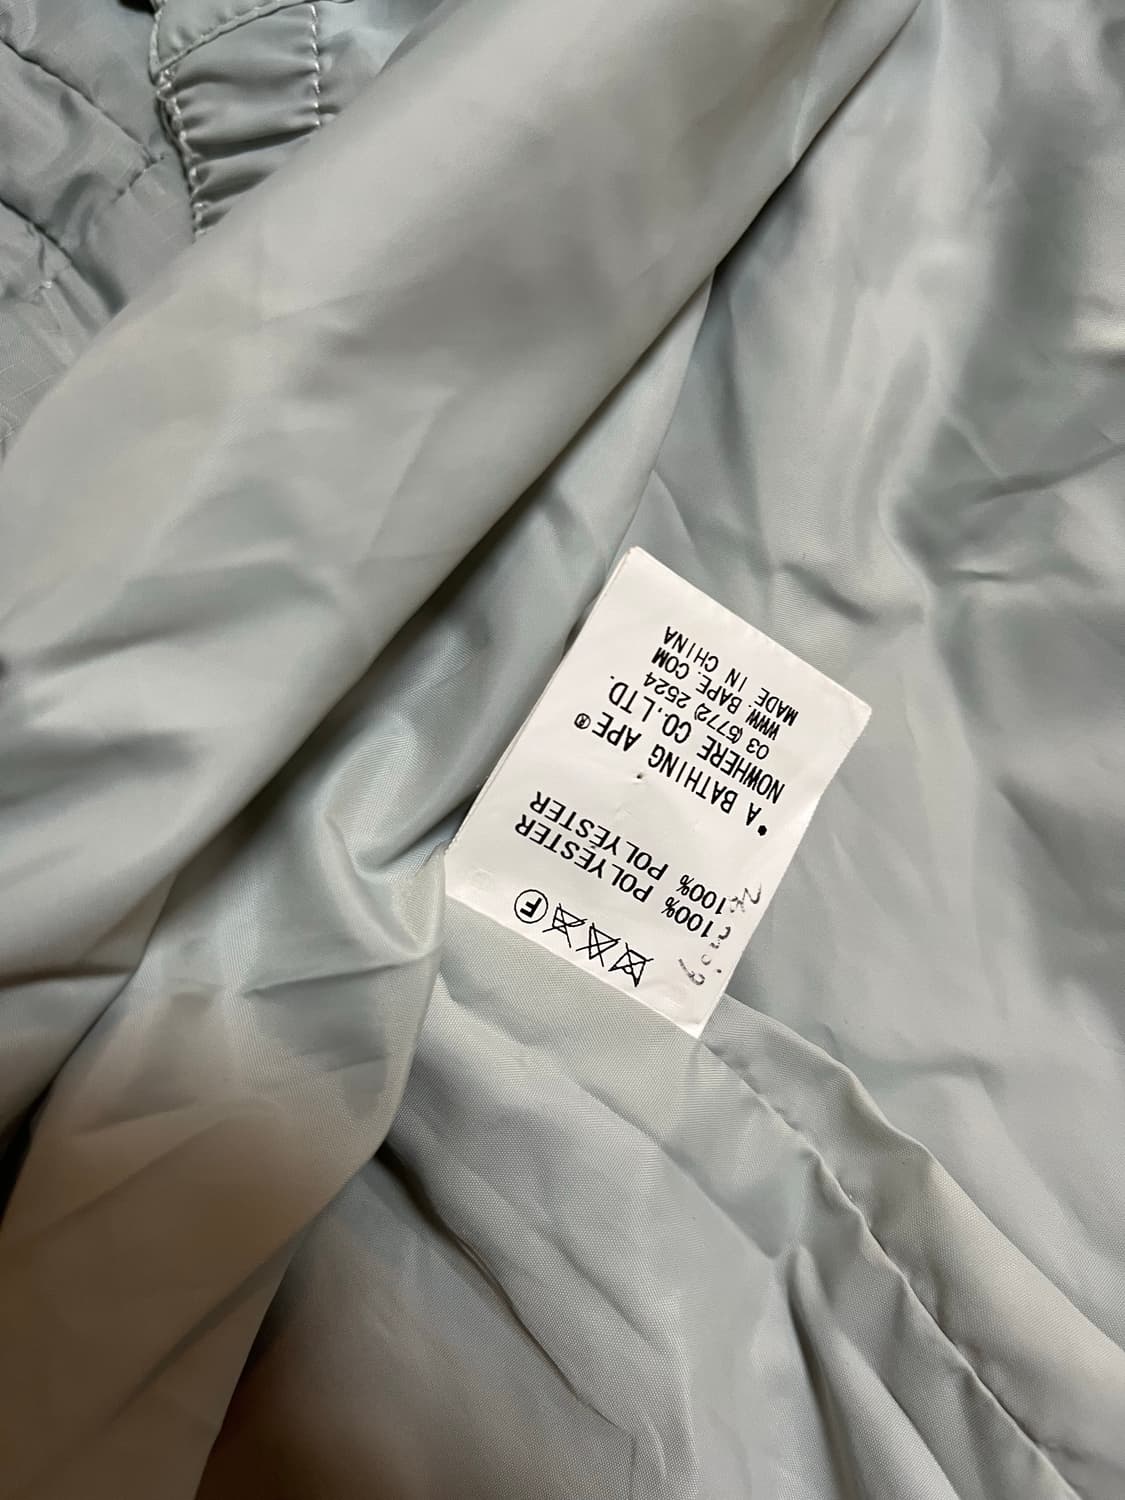 100% POLYESTER
100% POLYESTER
"A BATHING APE®
NOWHERE CO.,LTD.
03 (5772) 2524
WWW. BAPE. COM
MADE IN CHINA
F